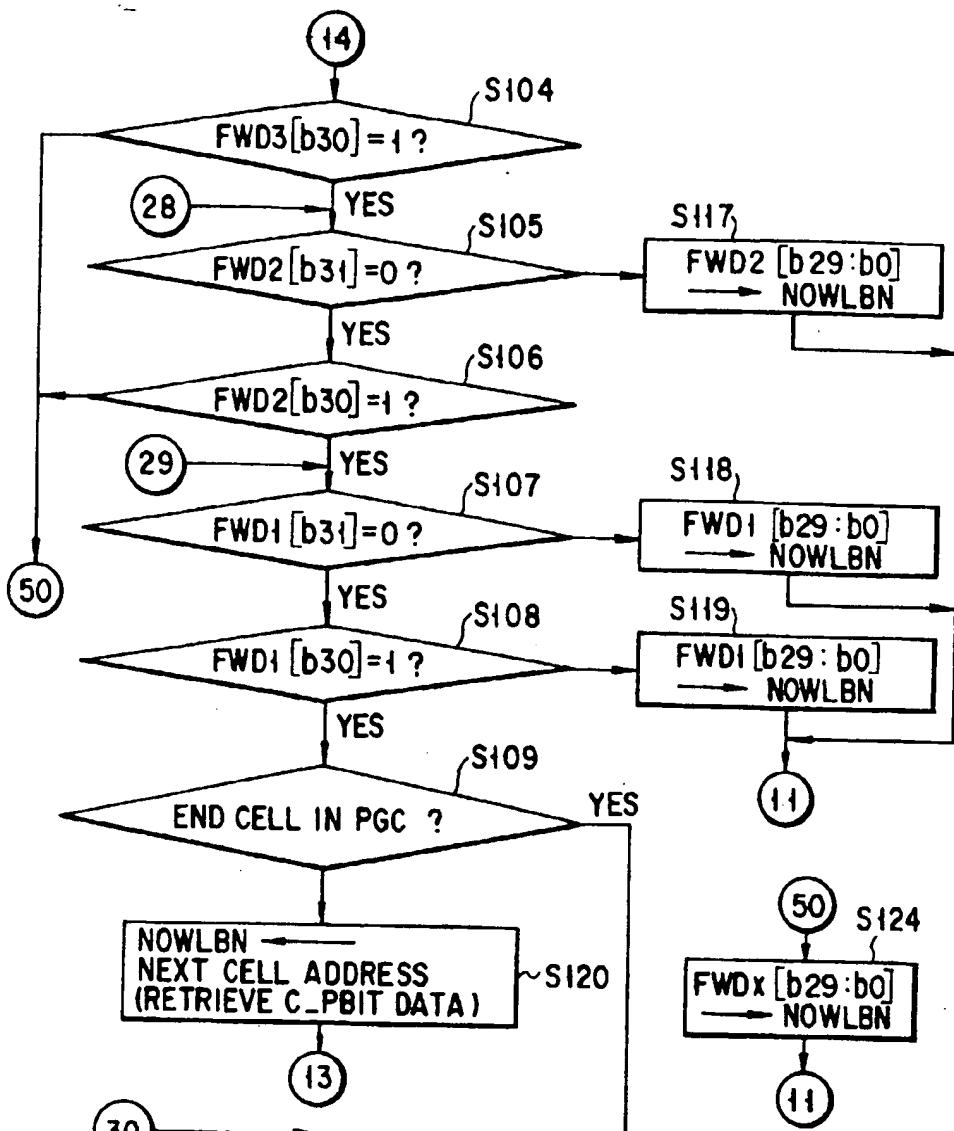 14
S104
FWD3[b30]=1 ?
YES
28
S105
FWD2[b31]=0 ?
S117
FWD2 [b29:b0]
→ NOWLBN
YES
S106
FWD2[b30]=1 ?
YES
29
S107
FWD1[b31]=0 ?
S118
FWD1 [b29:b0]
→ NOWLBN
50
YES
S108
FWD1[b30]=1 ?
S119
FWD1[b29:b0]
→ NOWLBN
YES
11
S109
END CELL IN PGC ?
YES
NOWLBN ←
NEXT CELL ADDRESS
(RETRIEVE C_PBIT DATA)
S120
13
50
S124
FWDx [b29:b0]
→ NOWLBN
11
30